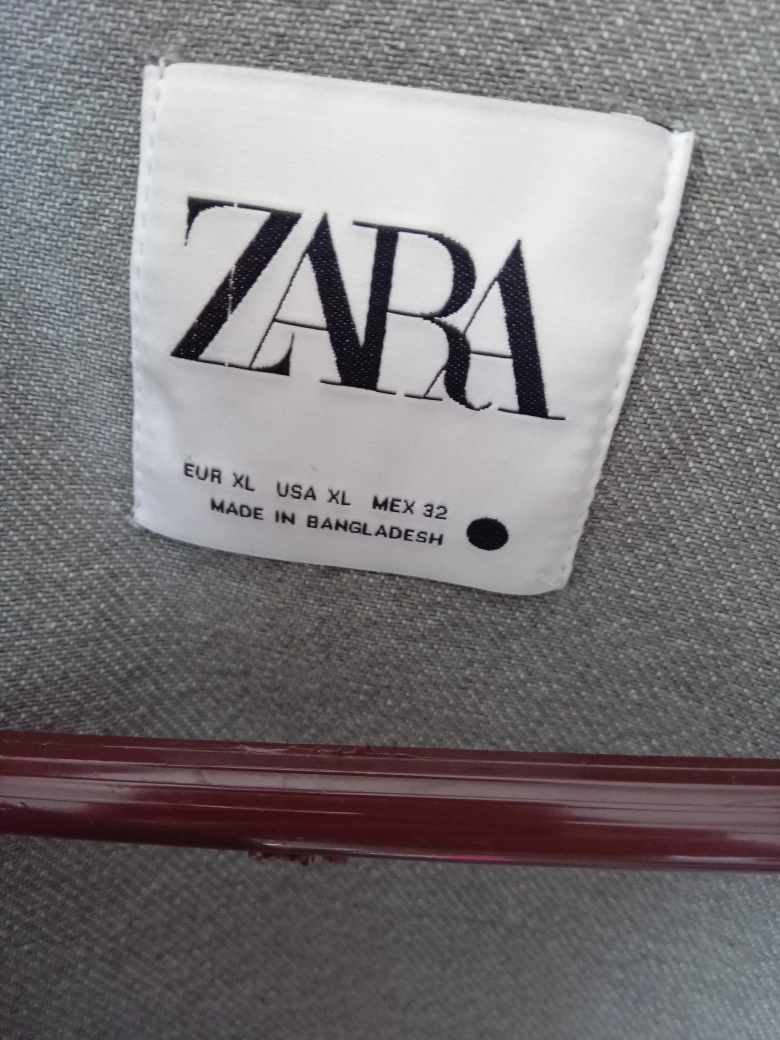 ZARA
EUR XL USA XL MEX 32
MADE IN BANGLADESH